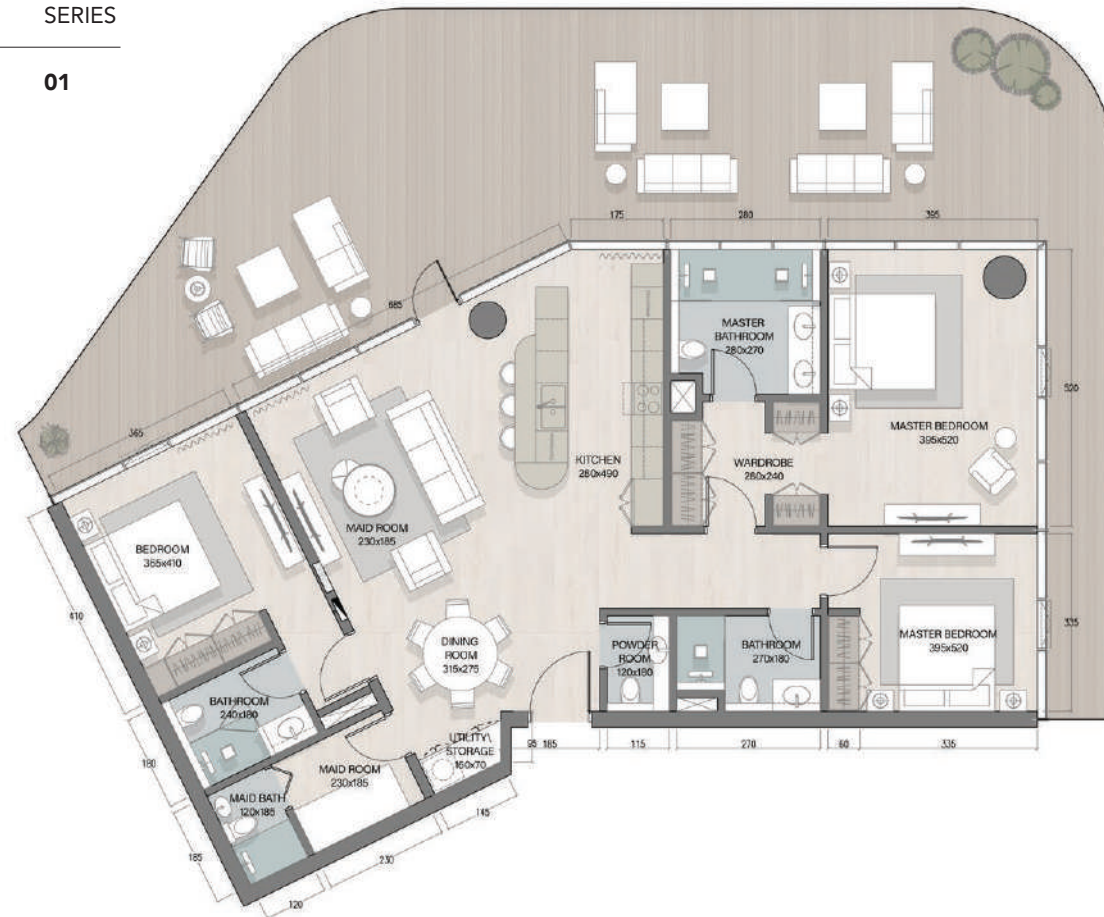 SERIES
01
175
280
395
685
MASTER
BATHROOM
280x270
365
520
MASTER BEDROOM
395x520
KITCHEN
280x490
WARDROBE
280x240
MAID ROOM
230x185
BEDROOM
365x410
410
335
DINING
ROOM
315x275
POWDER
ROOM
120x180
BATHROOM
270x180
MASTER BEDROOM
395x520
BATHROOM
240x180
UTILITY\
STORAGE
160x70
95
185
115
270
60
335
180
MAID ROOM
230x185
MAID BATH
120x185
145
185
230
120